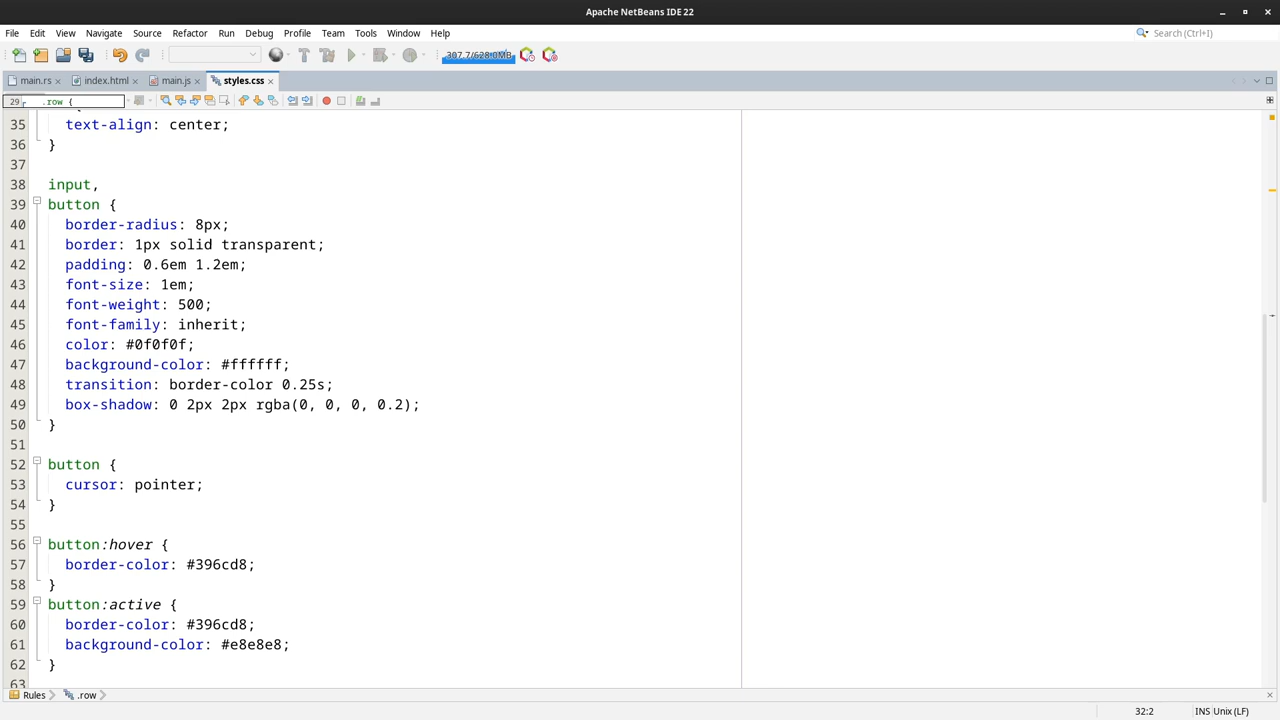 Apache NetBeans IDE 22
File Edit View Navigate Source Refactor Run Debug Profile Team Tools Window Help
Search (Ctrl+I)
307.7/628.0MB
main.rs index.html main.js styles.css
29 .row {
35 text-align: center;
36 }
37
38 input,
39 button {
40 border-radius: 8px;
41 border: 1px solid transparent;
42 padding: 0.6em 1.2em;
43 font-size: 1em;
44 font-weight: 500;
45 font-family: inherit;
46 color: #0f0f0f;
47 background-color: #ffffff;
48 transition: border-color 0.25s;
49 box-shadow: 0 2px 2px rgba(0, 0, 0, 0.2);
50 }
51
52 button {
53 cursor: pointer;
54 }
55
56 button:hover {
57 border-color: #396cd8;
58 }
59 button:active {
60 border-color: #396cd8;
61 background-color: #e8e8e8;
62 }
63
Rules .row
32:2 INS Unix (LF)